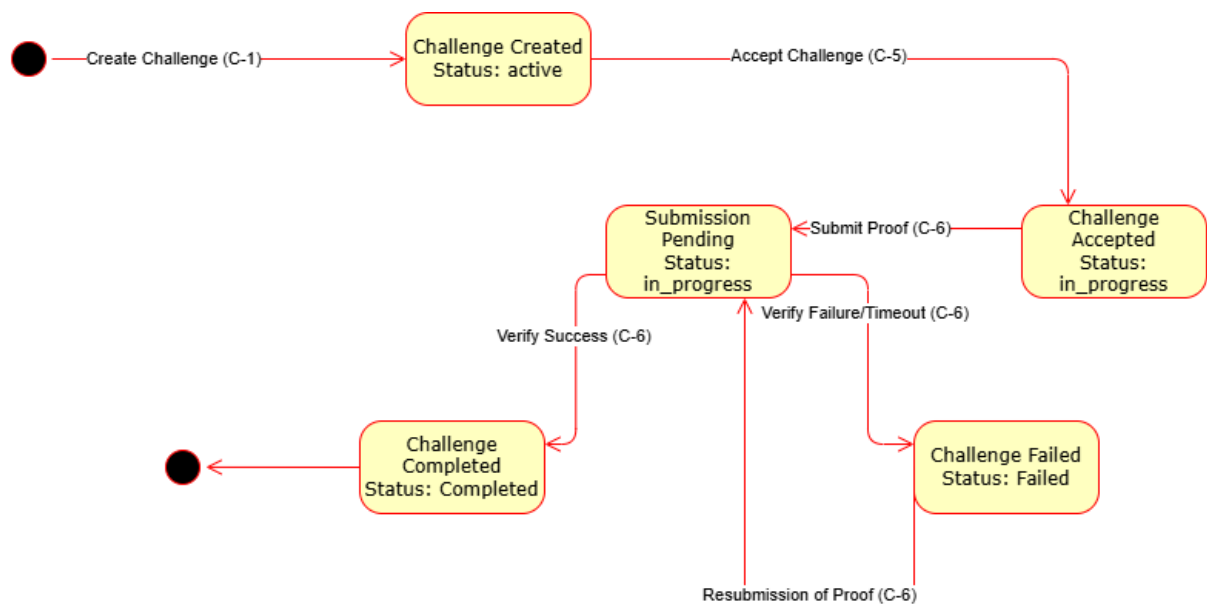 Create Challenge (C-1)
Challenge Created
Status: active
Accept Challenge (C-5)
Submission
Pending
Status:
in_progress
Submit Proof (C-6)
Challenge
Accepted
Status:
in_progress
Verify Success (C-6)
Verify Failure/Timeout (C-6)
Challenge
Completed
Status: Completed
Challenge Failed
Status: Failed
Resubmission of Proof (C-6)